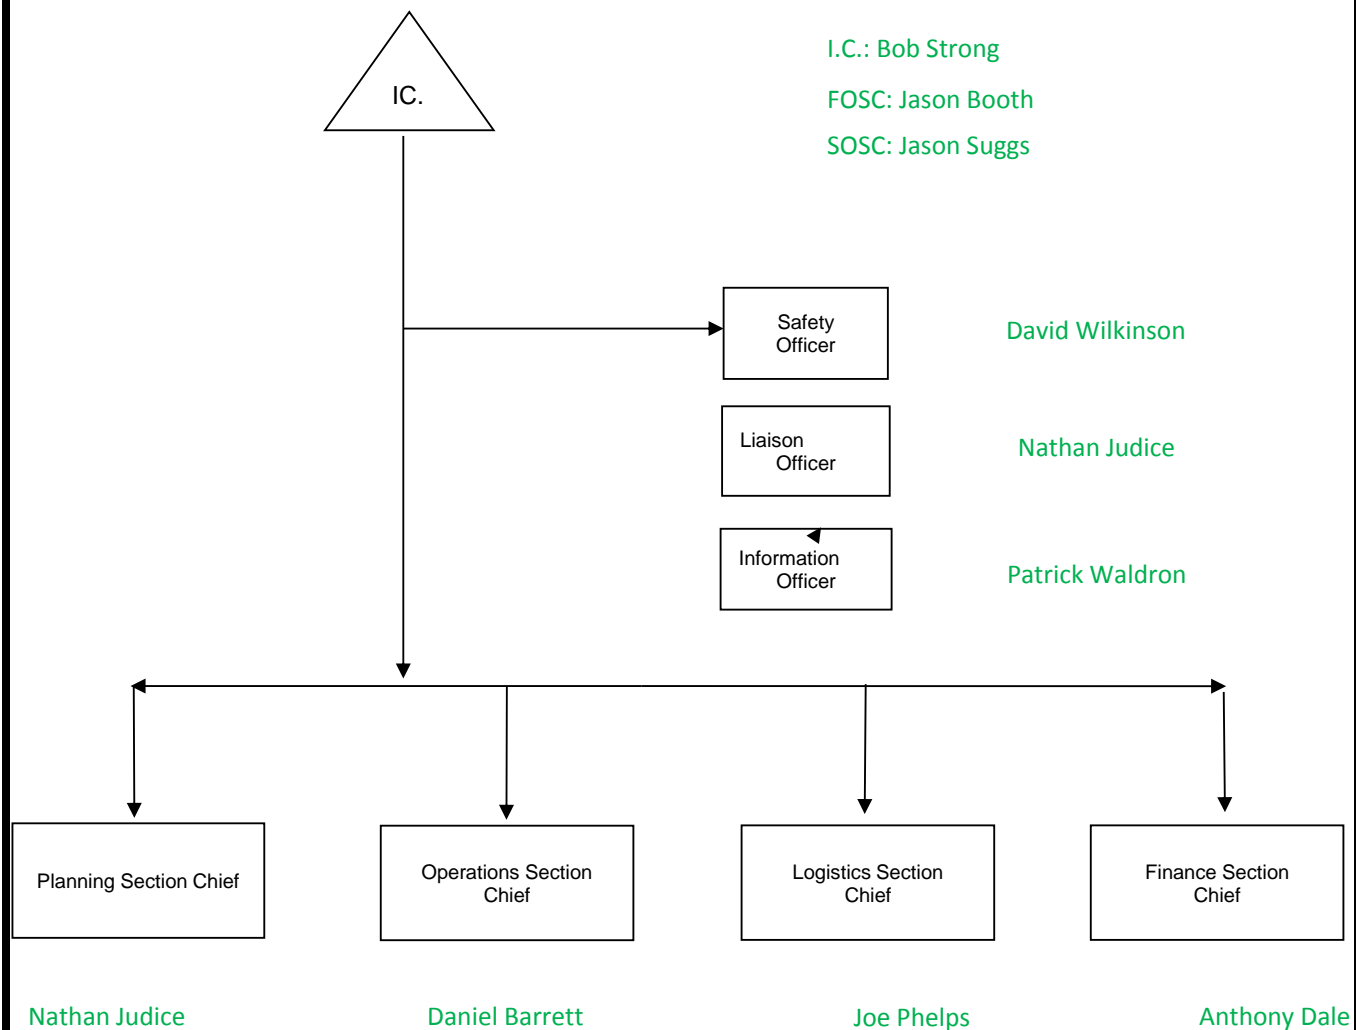 IC.
I.C.: Bob Strong
FOSC: Jason Booth
SOSC: Jason Suggs
Safety
Officer
David Wilkinson
Liaison
Officer
Nathan Judice
Information
Officer
Patrick Waldron
Planning Section Chief
Operations Section
Chief
Logistics Section
Chief
Finance Section
Chief
Nathan Judice
Daniel Barrett
Joe Phelps
Anthony Dale